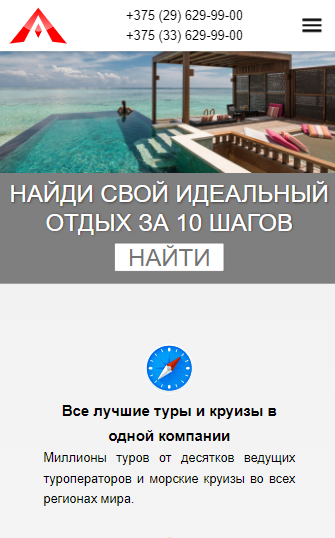 +375 (29) 629-99-00
+375 (33) 629-99-00
НАЙДИ СВОЙ ИДЕАЛЬНЫЙ
ОТДЫХ ЗА 10 ШАГОВ
НАЙТИ
Все лучшие туры и круизы в
одной компании
Миллионы туров от десятков ведущих
туроператоров и морские круизы во всех
регионах мира.